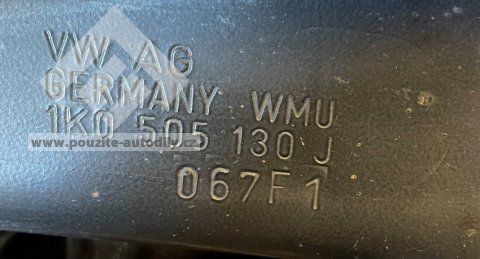 VW AG
GERMANY WMU
1K0 505 130 J
www.pouzite-autodily.cz
067F1